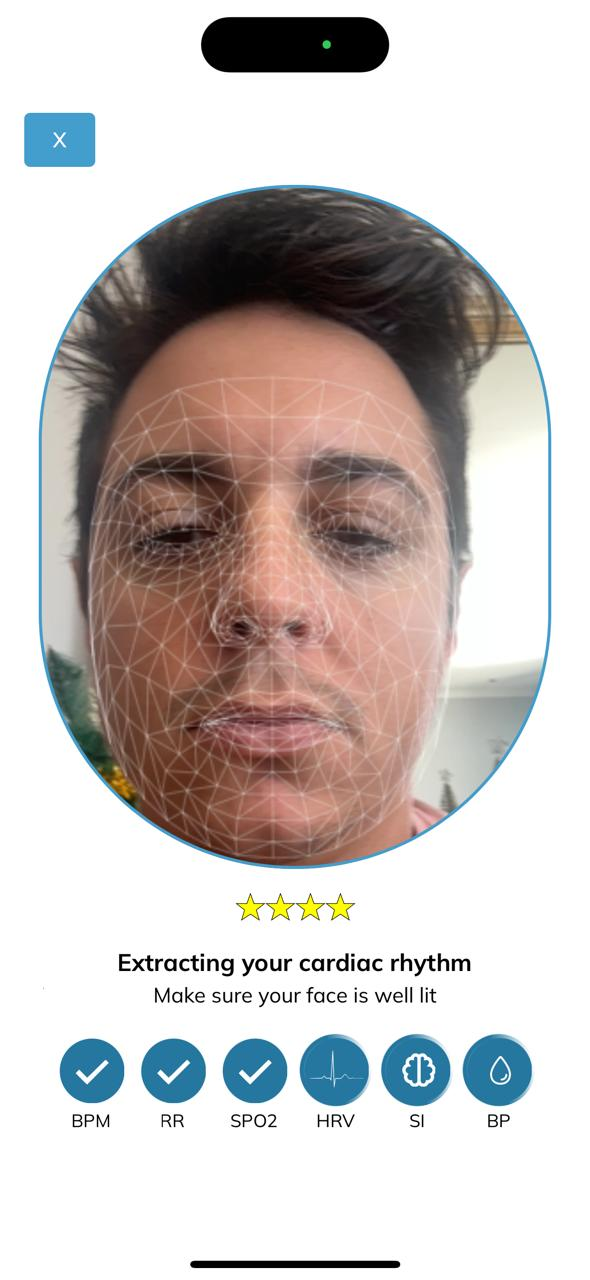 X
Extracting your cardiac rhythm
Make sure your face is well lit
BPM RR SPO2 HRV SI BP